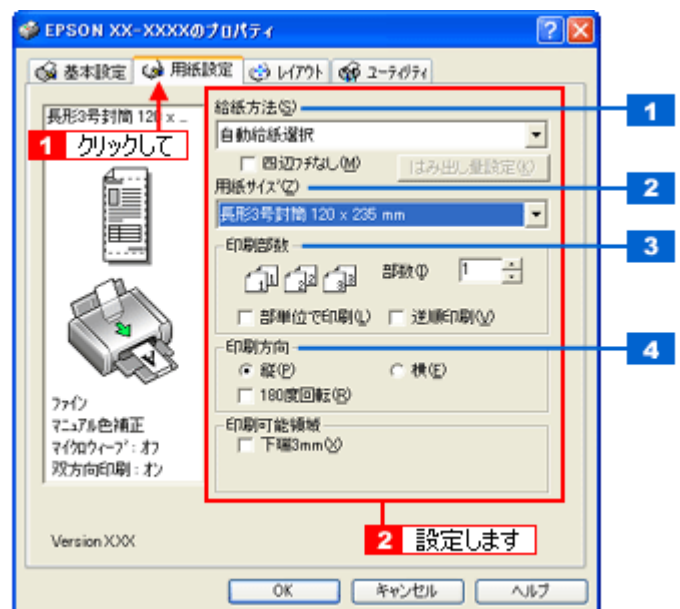 EPSON XX-XXXXのプロパティ
基本設定 用紙設定 レイアウト ユーティリティ
長形3号封筒 120 x ...
1 クリックして
給紙方法(S)
1
自動給紙選択
四辺フチなし(M) はみ出し量設定(K)
用紙サイズ(Z)
2
長形3号封筒 120 x 235 mm
印刷部数
3
部数(I) 1
部単位で印刷(L) 逆順印刷(V)
印刷方向
4
縦(P) 横(E)
180度回転(R)
印刷可能領域
下端3mm(X)
ファイン
マニュアル色補正
マイクロウィーブ : オフ
双方向印刷 : オン
2 設定します
Version X.XX
OK キャンセル ヘルプ